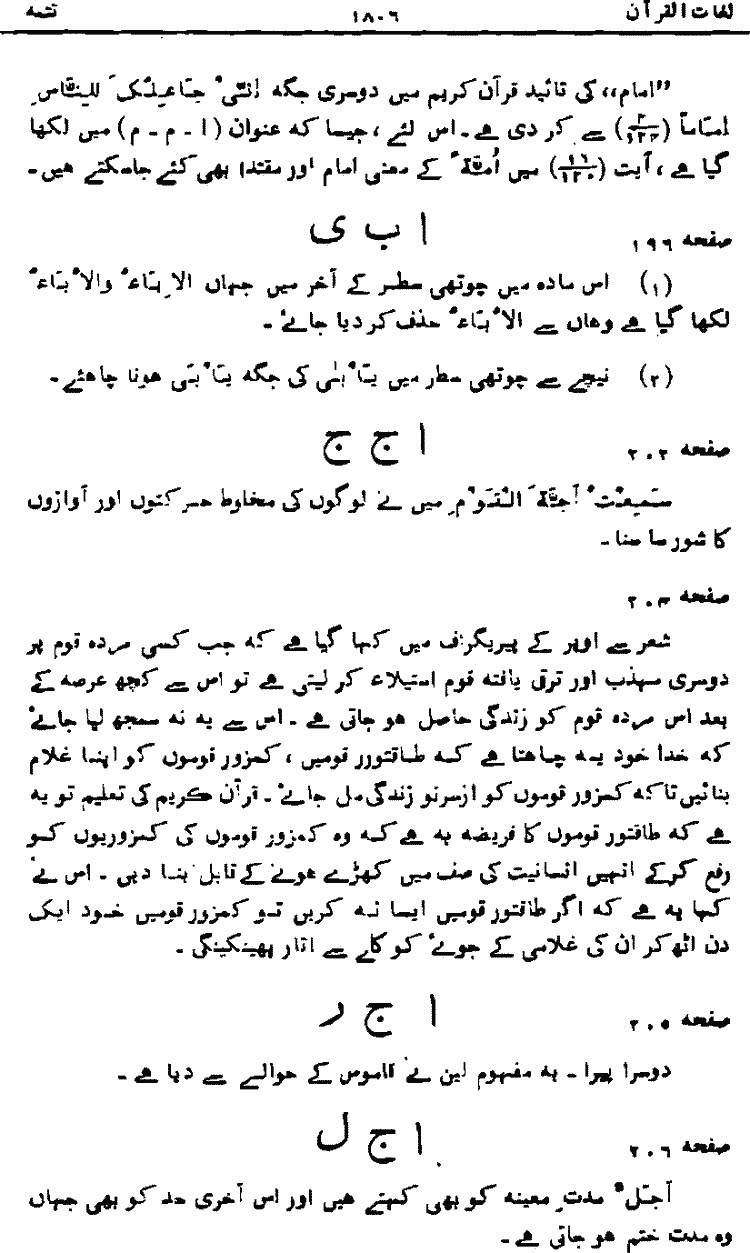 لغات القرآن ۱۸۰۶ تتمہ
”امام،، کی تائید قرآن کریم میں دوسری جگہ اِنِّیْ جَاعِلُکَ لِلنَّاسِ
اِمَامًا (۲/۱۲۴) سے کر دی ہے۔ اس لئے ، جیسا کہ عنوان (ا ۔ م ۔ م) میں لکھا
گیا ہے ، آیت (۱۶/۱۲۰) میں اُمَّۃً کے معنی امام اور مقتدا بھی کئے جاسکتے ہیں۔
صفحہ ۱۹۶ ا ب ی
(۱) اس مادہ میں چوتھی سطر کے آخر میں جہاں الاِبَاءُ والاَبَاءُ
لکھا گیا ہے وہاں سے الاَبَاءُ حذف کر دیا جائے۔
(۲) نیچے سے چوتھی سطر میں یَاْبٰی کی جگہ یَاْبَی ہونا چاہئے۔
صفحہ ۲۰۲ ا ج ج
سَمِعْتُ اَجَّۃَ الْقَوْمِ میں نے لوگوں کی مخلوط حرکتوں اور آوازوں
کا شور سا سنا۔
صفحہ ۲۰۴
شعر سے اوپر کے پیریگراف میں کہا گیا ہے کہ جب کسی مردہ قوم پر
دوسری مہذب اور ترقی یافتہ قوم استیلاء کر لیتی ہے تو اس سے کچھ عرصہ کے
بعد اس مردہ قوم کو زندگی حاصل ہو جاتی ہے۔ اس سے یہ نہ سمجھ لیا جائے
کہ خدا خود یہ چاہتا ہے کہ طاقتورر قومیں ، کمزور قوموں کو اپنا غلام
بنائیں تاکہ کمزور قوموں کو ازسرنو زندگی مل جائے۔ قرآن کریم کی تعلیم تو یہ
ہے کہ طاقتور قوموں کا فریضہ یہ ہے کہ وہ کمزور قوموں کی کمزوریوں کو
رفع کرکے انہیں انسانیت کی صف میں کھڑے ہونے کے قابل بنا دیں۔ اس نے
کہا یہ ہے کہ اگر طاقتور قومیں ایسا نہ کریں تو کمزور قومیں خود ایک
دن اٹھ کر ان کی غلامی کے جوئے کو گلے سے اتار پھینکینگی۔
صفحہ ۲۰۵ ا ج ر
دوسرا پیرا۔ یہ مفہوم لین نے قاموس کے حوالے سے دیا ہے۔
صفحہ ۲۰۶ ا ج ل
اَجَلٌ مدتِ معینہ کو بھی کہتے ہیں اور اس آخری حد کو بھی جہاں
وہ مدت ختم ہو جاتی ہے۔